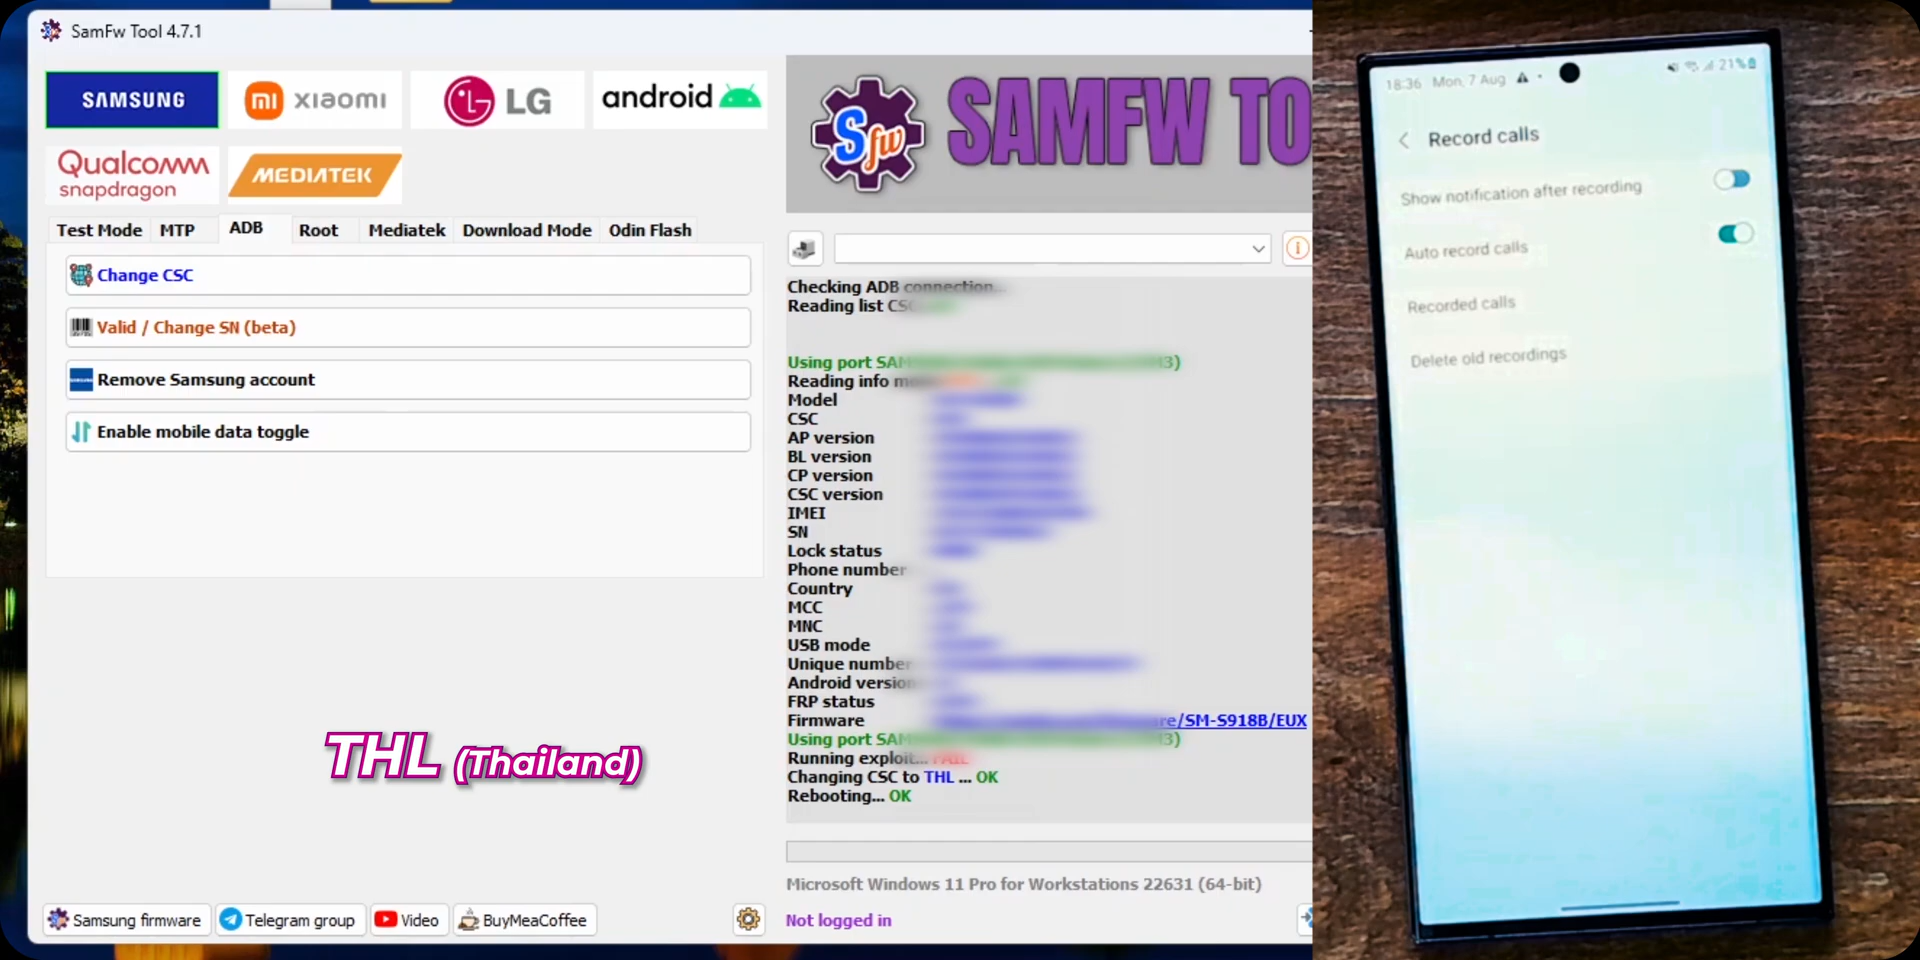 SamFw Tool 4.7.1
SAMSUNG
xiaomi
LG
android
Qualcomm
snapdragon
MEDIATEK
Test Mode
MTP
ADB
Root
Mediatek
Download Mode
Odin Flash
Change CSC
Valid / Change SN (beta)
Remove Samsung account
Enable mobile data toggle
THL (Thailand)
Samsung firmware
Telegram group
Video
BuyMeaCoffee
Sfw
SAMFW TO
Checking ADB connection...
Reading list CSC
Using port SAM
Reading info
Model
CSC
AP version
BL version
CP version
CSC version
IMEI
SN
Lock status
Phone number
Country
MCC
MNC
USB mode
Unique number
Android version
FRP status
Firmware re/SM-S918B/EUX
Using port SAM
Running exploit... FAIL
Changing CSC to THL ... OK
Rebooting... OK
Microsoft Windows 11 Pro for Workstations 22631 (64-bit)
Not logged in
18:36 Mon, 7 Aug
21%
Record calls
Show notification after recording
Auto record calls
Recorded calls
Delete old recordings